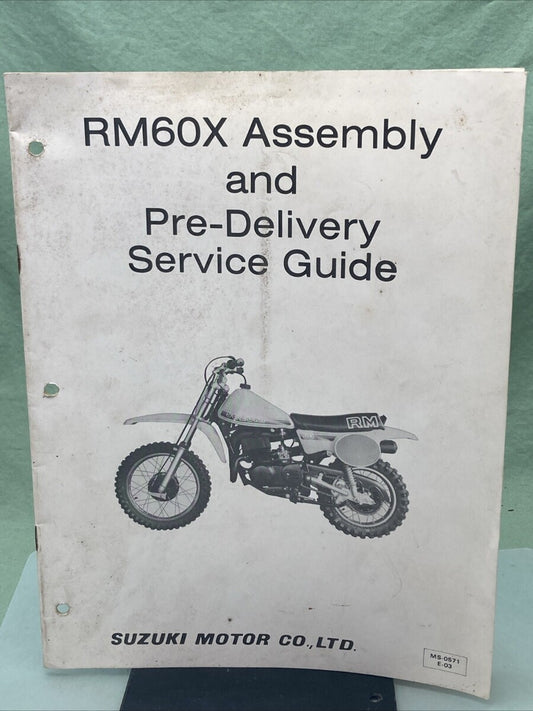 RM60X Assembly
and
Pre-Delivery
Service Guide
RM
SUZUKI MOTOR CO.,LTD.
MS-0571
E-03